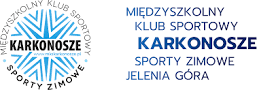 MIĘDZYSZKOLNY KLUB SPORTOWY
KARKONOSZE
SPORTY ZIMOWE
MIĘDZYSZKOLNY
KLUB SPORTOWY
KARKONOSZE
SPORTY ZIMOWE
JELENIA GÓRA